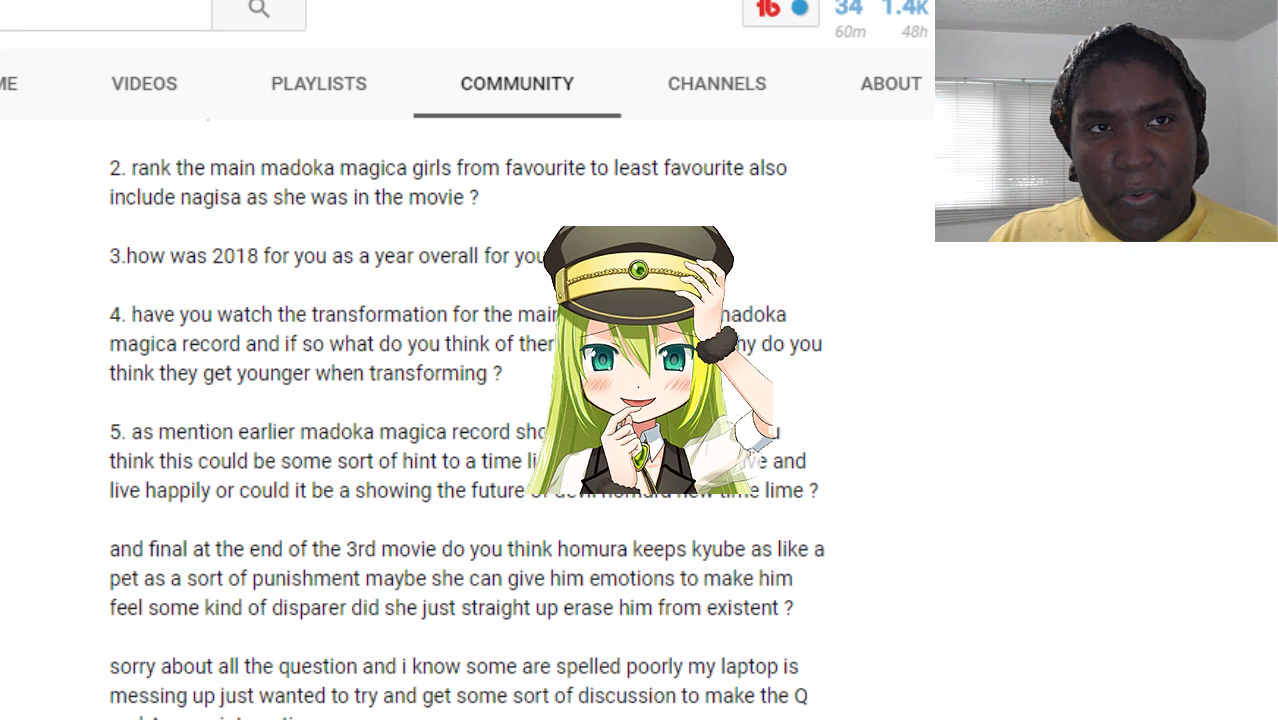 34 1.4K
60m 48h
ME VIDEOS PLAYLISTS COMMUNITY CHANNELS ABOUT
2. rank the main madoka magica girls from favourite to least favourite also
include nagisa as she was in the movie ?
3.how was 2018 for you as a year overall for you
4. have you watch the transformation for the main madoka
magica record and if so what do you think of them hy do you
think they get younger when transforming ?
5. as mention earlier madoka magica record sho u
think this could be some sort of hint to a time li ve and
live happily or could it be a showing the future of devil homura new time lime ?
and final at the end of the 3rd movie do you think homura keeps kyube as like a
pet as a sort of punishment maybe she can give him emotions to make him
feel some kind of disparer did she just straight up erase him from existent ?
sorry about all the question and i know some are spelled poorly my laptop is
messing up just wanted to try and get some sort of discussion to make the Q